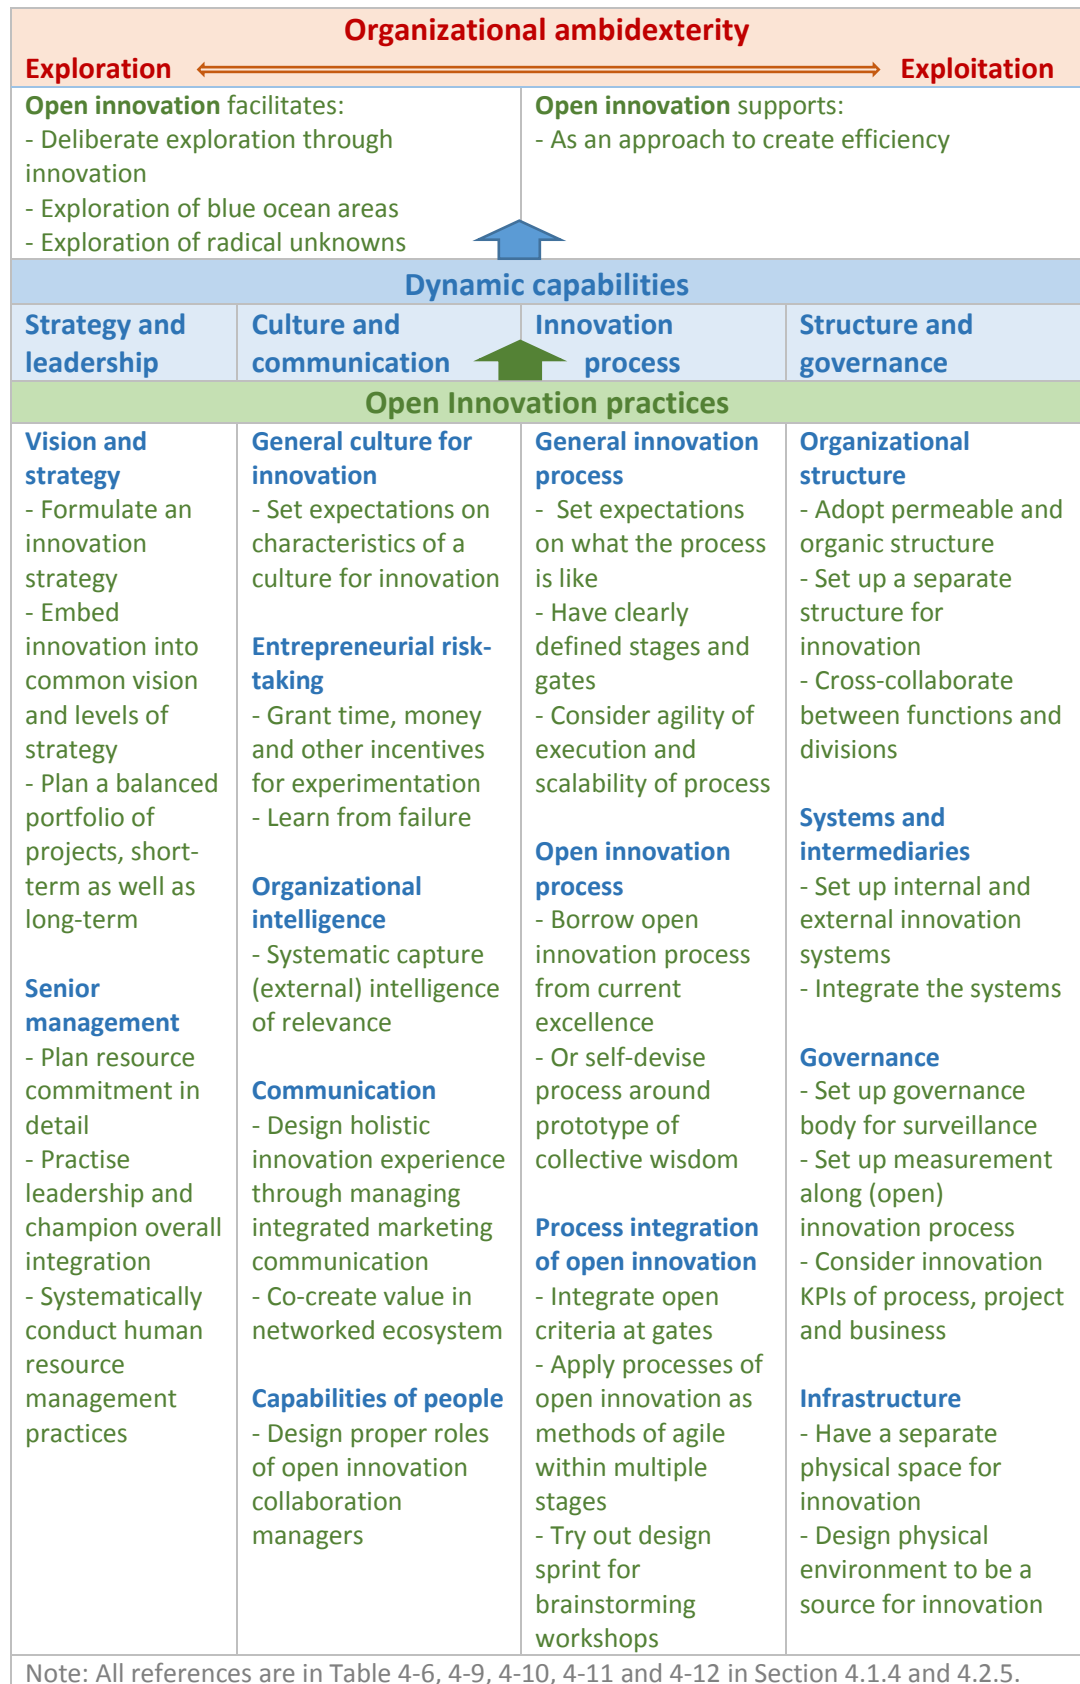 Organizational ambidexterity
Exploration Exploitation
Open innovation facilitates:
- Deliberate exploration through
innovation
- Exploration of blue ocean areas
- Exploration of radical unknowns
Open innovation supports:
- As an approach to create efficiency
Dynamic capabilities
Strategy and
leadership
Culture and
communication
Innovation
process
Structure and
governance
Open Innovation practices
Vision and
strategy
- Formulate an
innovation
strategy
- Embed
innovation into
common vision
and levels of
strategy
- Plan a balanced
portfolio of
projects, short-
term as well as
long-term
Senior
management
- Plan resource
commitment in
detail
- Practise
leadership and
champion overall
integration
- Systematically
conduct human
resource
management
practices
General culture for
innovation
- Set expectations on
characteristics of a
culture for innovation
Entrepreneurial risk-
taking
- Grant time, money
and other incentives
for experimentation
- Learn from failure
Organizational
intelligence
- Systematic capture
(external) intelligence
of relevance
Communication
- Design holistic
innovation experience
through managing
integrated marketing
communication
- Co-create value in
networked ecosystem
Capabilities of people
- Design proper roles
of open innovation
collaboration
managers
General innovation
process
- Set expectations
on what the process
is like
- Have clearly
defined stages and
gates
- Consider agility of
execution and
scalability of process
Open innovation
process
- Borrow open
innovation process
from current
excellence
- Or self-devise
process around
prototype of
collective wisdom
Process integration
of open innovation
- Integrate open
criteria at gates
- Apply processes of
open innovation as
methods of agile
within multiple
stages
- Try out design
sprint for
brainstorming
workshops
Organizational
structure
- Adopt permeable and
organic structure
- Set up a separate
structure for
innovation
- Cross-collaborate
between functions and
divisions
Systems and
intermediaries
- Set up internal and
external innovation
systems
- Integrate the systems
Governance
- Set up governance
body for surveillance
- Set up measurement
along (open)
innovation process
- Consider innovation
KPIs of process, project
and business
Infrastructure
- Have a separate
physical space for
innovation
- Design physical
environment to be a
source for innovation
Note: All references are in Table 4-6, 4-9, 4-10, 4-11 and 4-12 in Section 4.1.4 and 4.2.5.